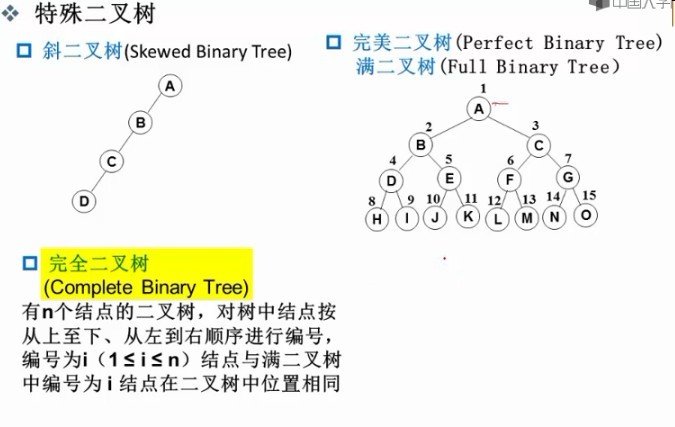 特殊二叉树
中国大学
斜二叉树(Skewed Binary Tree)
A
B
C
D
完美二叉树(Perfect Binary Tree)
满二叉树(Full Binary Tree)
1
A
2 3
B C
4 5 6 7
D E F G
8 9 10 11 12 13 14 15
H I J K L M N O
完全二叉树
(Complete Binary Tree)
有n个结点的二叉树，对树中结点按
从上至下、从左到右顺序进行编号，
编号为i（1≤i≤n）结点与满二叉树
中编号为 i 结点在二叉树中位置相同